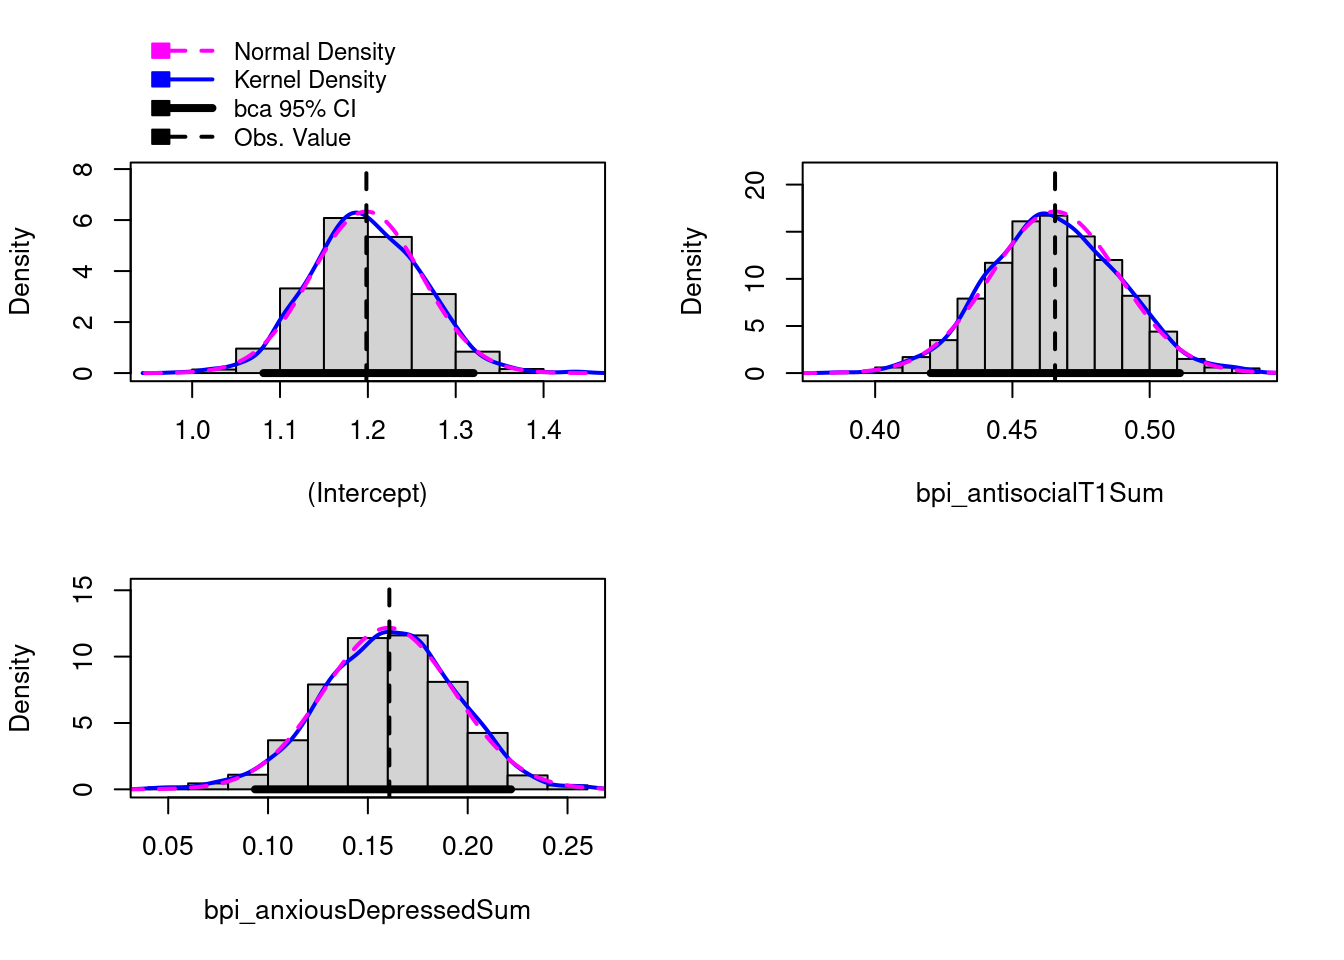 Normal Density
Kernel Density
bca 95% CI
Obs. Value
8
6
4
2
0
Density
1.0 1.1 1.2 1.3 1.4
(Intercept)
20
10
5
0
Density
0.40 0.45 0.50
bpi_antisocialT1Sum
15
10
5
0
Density
0.05 0.10 0.15 0.20 0.25
bpi_anxiousDepressedSum